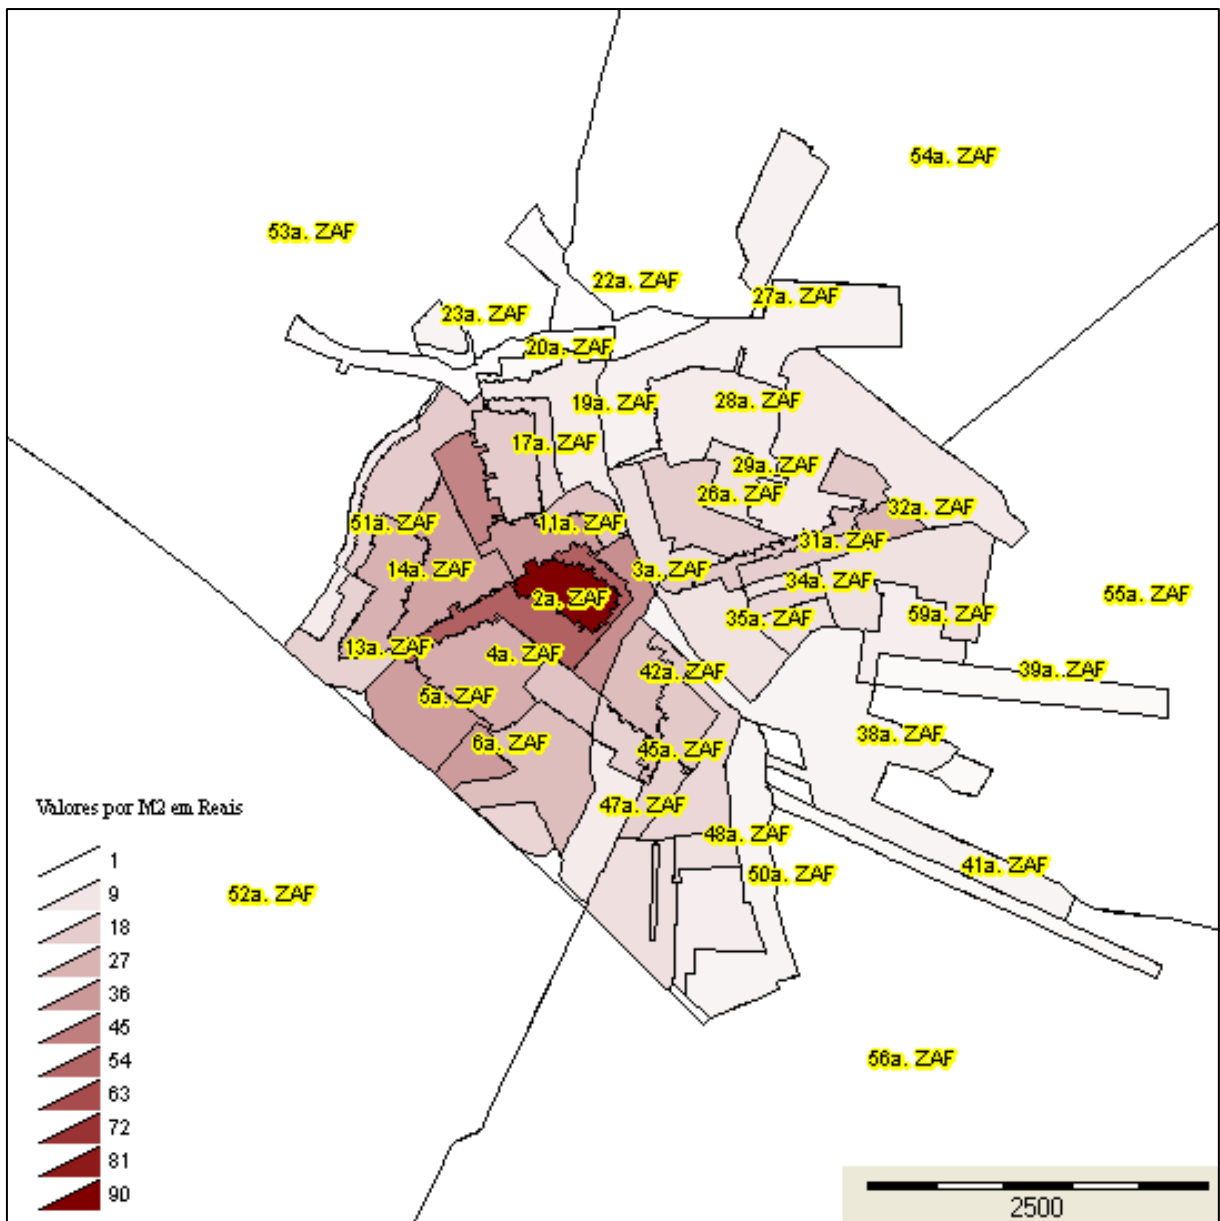 54a. ZAF
53a. ZAF
22a. ZAF
27a. ZAF
23a. ZAF
20a. ZAF
19a. ZAF
28a. ZAF
17a. ZAF
29a. ZAF
26a. ZAF
32a. ZAF
51a. ZAF
11a. ZAF
31a. ZAF
14a. ZAF
3a. ZAF
34a. ZAF
2a. ZAF
55a. ZAF
35a. ZAF
59a. ZAF
13a. ZAF
4a. ZAF
42a. ZAF
39a. ZAF
5a. ZAF
38a. ZAF
6a. ZAF
45a. ZAF
47a. ZAF
48a. ZAF
41a. ZAF
50a. ZAF
52a. ZAF
56a. ZAF
Valores por M2 em Reais
1
9
18
27
36
45
54
63
72
81
90
2500